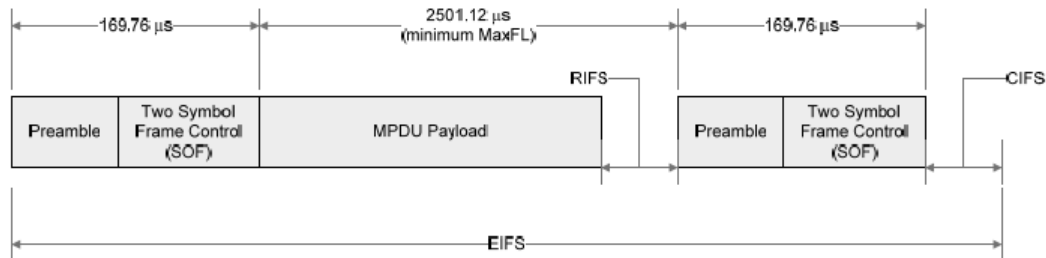 169.76 μs
2501.12 μs
(minimum MaxFL)
169.76 μs
RIFS
CIFS
Preamble
Two Symbol
Frame Control
(SOF)
MPDU Payload
Preamble
Two Symbol
Frame Control
(SOF)
EIFS